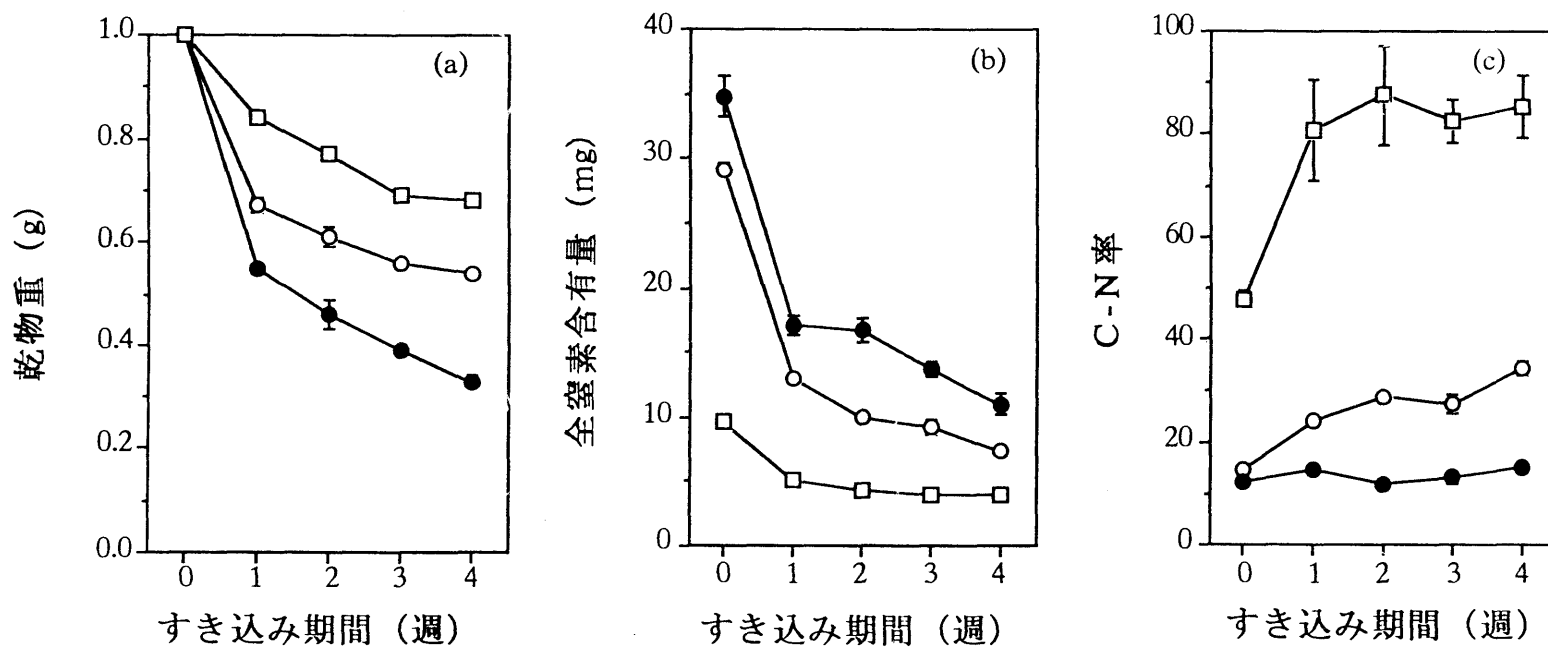 (a)
乾物重 (g)
1.0
0.8
0.6
0.4
0.2
0.0
0 1 2 3 4
すき込み期間 (週)
(b)
全窒素含有量 (mg)
40
30
20
10
0
0 1 2 3 4
すき込み期間 (週)
(c)
C-N率
100
80
60
40
20
0
0 1 2 3 4
すき込み期間 (週)